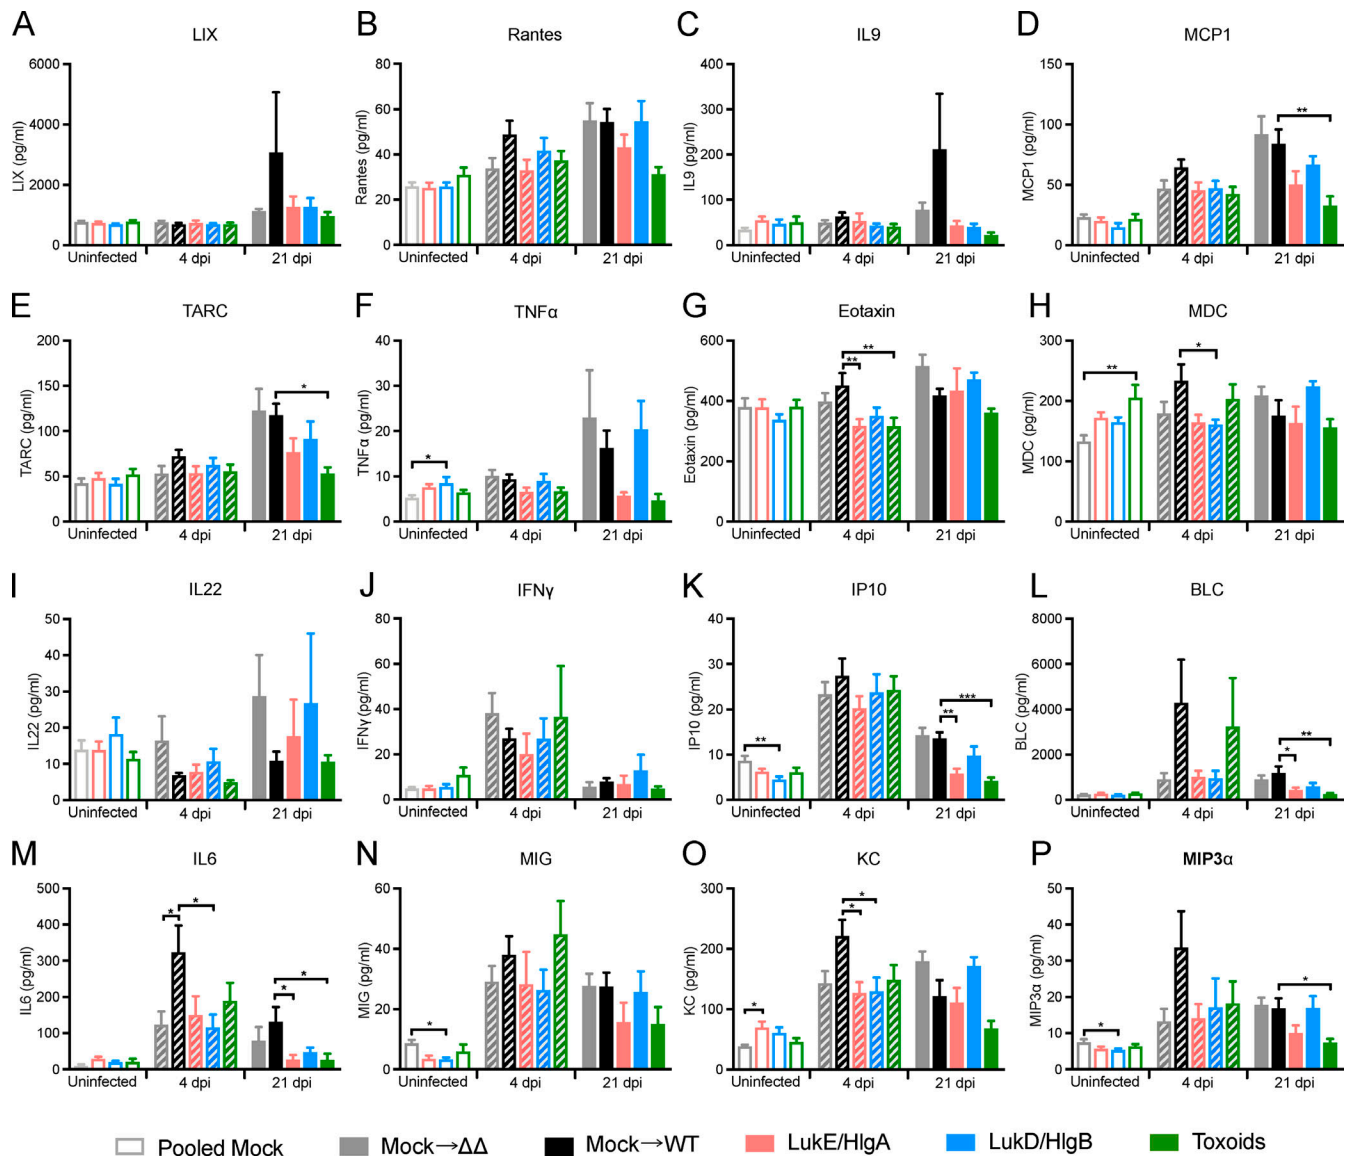 A LIX
LIX (pg/ml)
6000
4000
2000
0
Uninfected 4 dpi 21 dpi
B Rantes
Rantes (pg/ml)
80
60
40
20
0
Uninfected 4 dpi 21 dpi
C IL9
IL9 (pg/ml)
400
300
200
100
0
Uninfected 4 dpi 21 dpi
D MCP1
MCP1 (pg/ml)
150
100
50
0
**
Uninfected 4 dpi 21 dpi
E TARC
TARC (pg/ml)
200
150
100
50
0
*
Uninfected 4 dpi 21 dpi
F TNFα
TNFα (pg/ml)
40
30
20
10
0
*
Uninfected 4 dpi 21 dpi
G Eotaxin
Eotaxin (pg/ml)
600
400
200
0
**
**
Uninfected 4 dpi 21 dpi
H MDC
MDC (pg/ml)
300
200
100
0
**
*
Uninfected 4 dpi 21 dpi
I IL22
IL22 (pg/ml)
50
40
30
20
10
0
Uninfected 4 dpi 21 dpi
J IFNγ
IFNγ (pg/ml)
80
60
40
20
0
Uninfected 4 dpi 21 dpi
K IP10
IP10 (pg/ml)
40
30
20
10
0
**
***
**
Uninfected 4 dpi 21 dpi
L BLC
BLC (pg/ml)
8000
6000
4000
2000
0
**
*
Uninfected 4 dpi 21 dpi
M IL6
IL6 (pg/ml)
500
400
300
200
100
0
*
*
*
*
Uninfected 4 dpi 21 dpi
N MIG
MIG (pg/ml)
60
40
20
0
*
Uninfected 4 dpi 21 dpi
O KC
KC (pg/ml)
300
200
100
0
*
*
*
Uninfected 4 dpi 21 dpi
P MIP3α
MIP3α (pg/ml)
50
40
30
20
10
0
*
*
Uninfected 4 dpi 21 dpi
Pooled Mock Mock→ΔΔ Mock→WT LukE/HlgA LukD/HlgB Toxoids